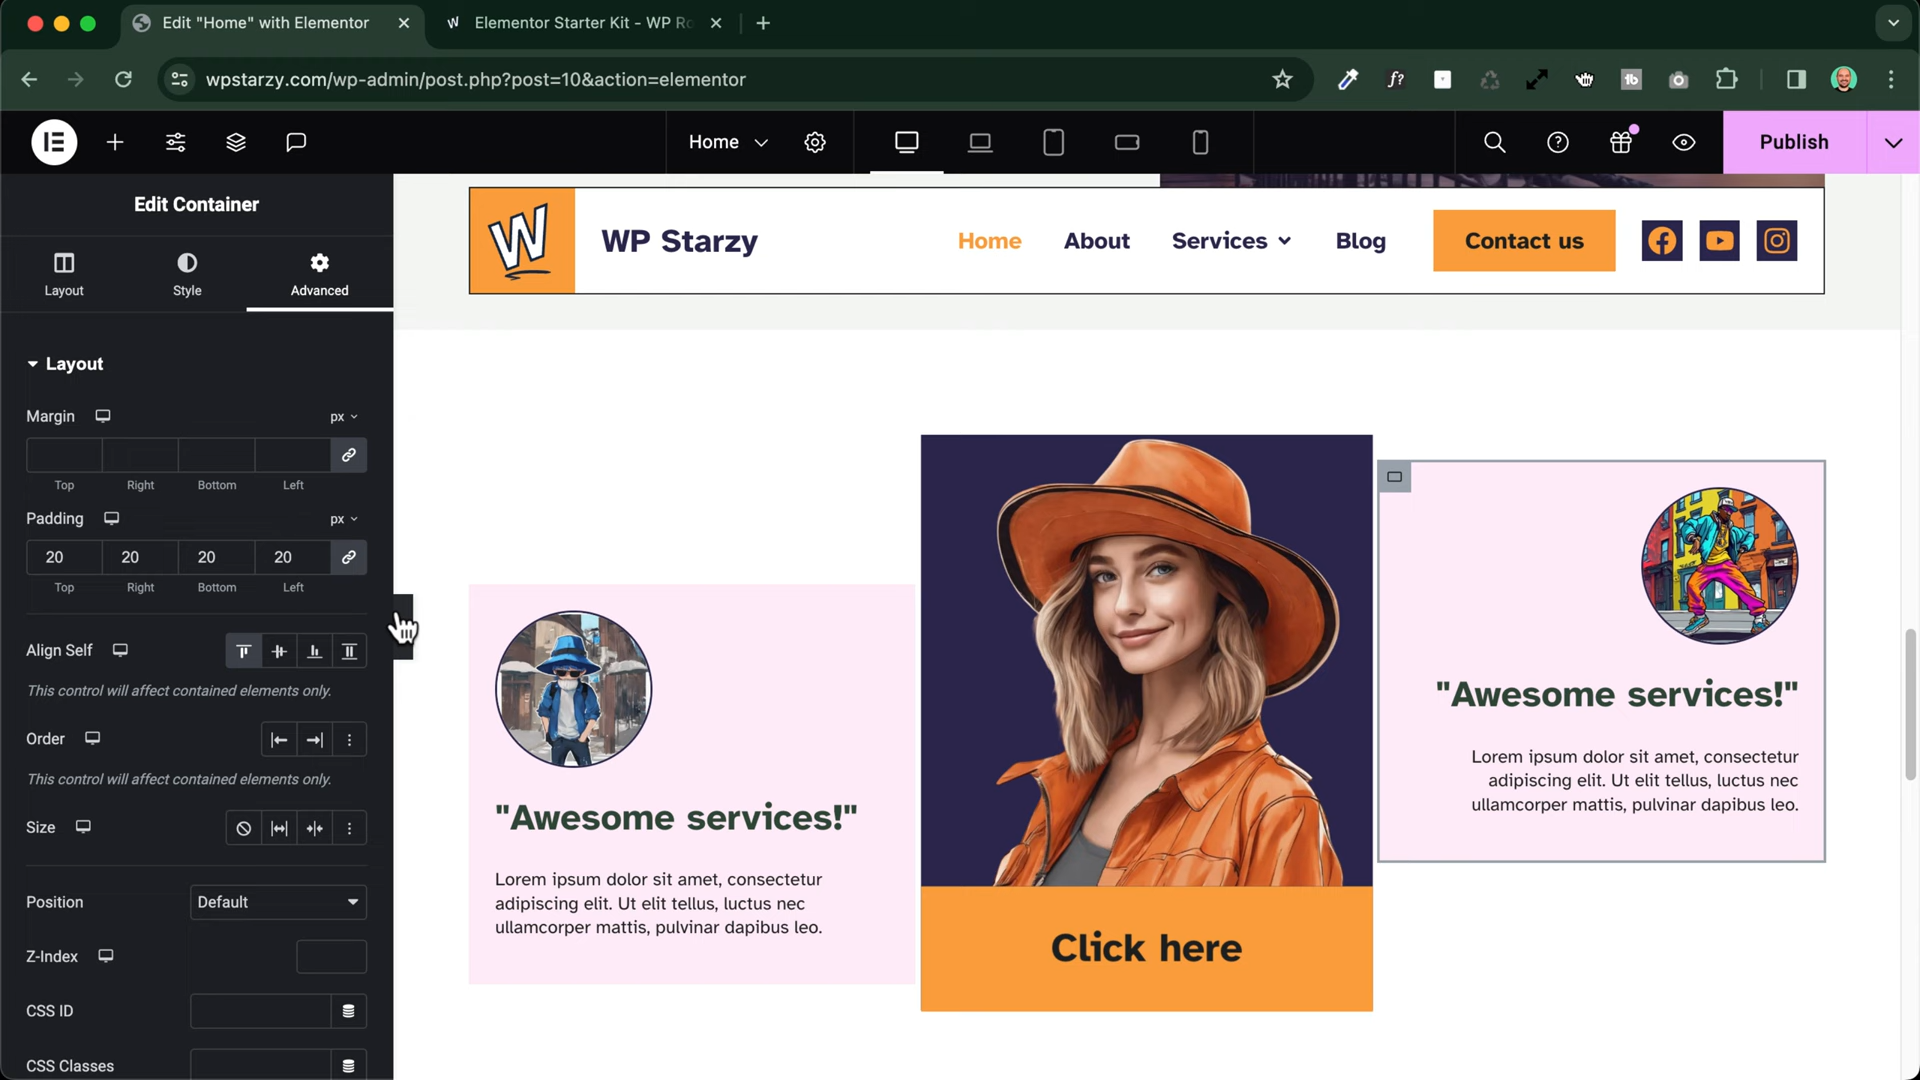 Edit "Home" with Elementor
Elementor Starter Kit - WP Ro
wpstarzy.com/wp-admin/post.php?post=10&action=elementor
f?
Home
Publish
Edit Container
Layout
Style
Advanced
Layout
Margin
px
Top
Right
Bottom
Left
Padding
px
20
20
20
20
Top
Right
Bottom
Left
Align Self
This control will affect contained elements only.
Order
This control will affect contained elements only.
Size
Position
Default
Z-Index
CSS ID
CSS Classes
W
WP Starzy
Home
About
Services
Blog
Contact us
"Awesome services!"
Lorem ipsum dolor sit amet, consectetur
adipiscing elit. Ut elit tellus, luctus nec
ullamcorper mattis, pulvinar dapibus leo.
Click here
"Awesome services!"
Lorem ipsum dolor sit amet, consectetur
adipiscing elit. Ut elit tellus, luctus nec
ullamcorper mattis, pulvinar dapibus leo.